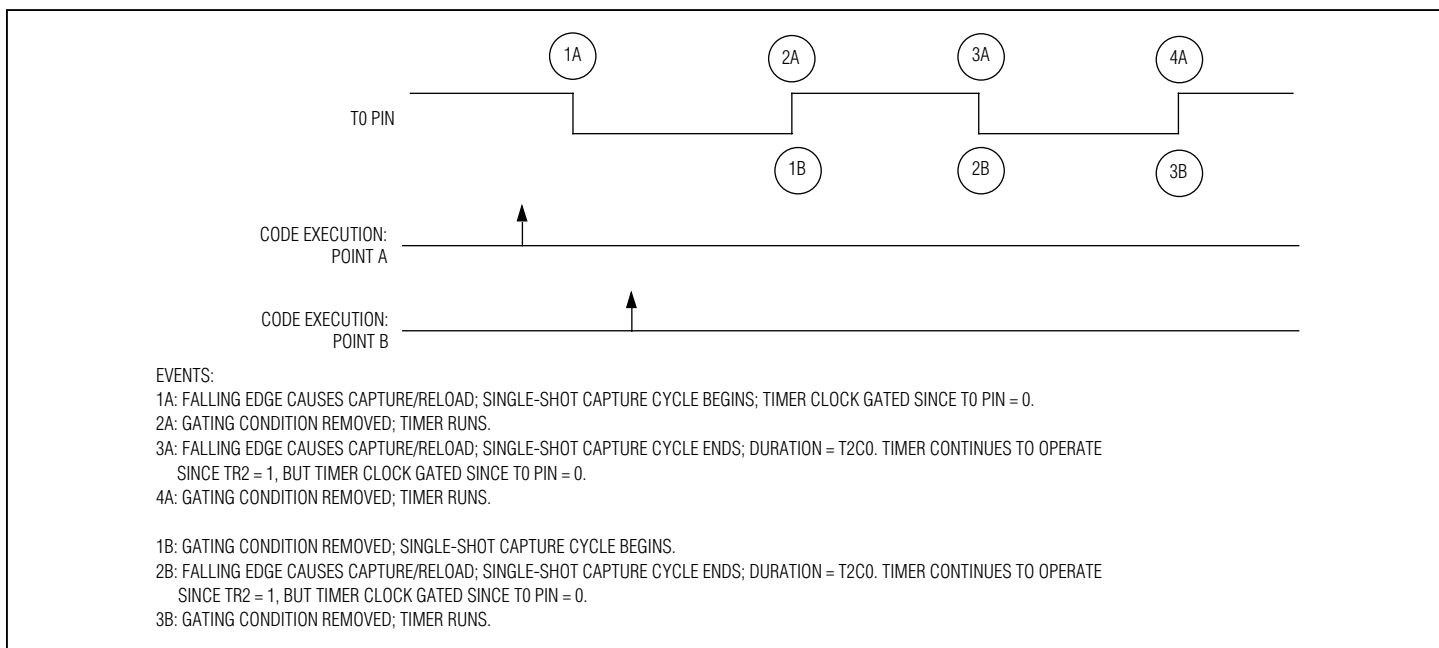 1A
2A
3A
4A
T0 PIN
1B
2B
3B
CODE EXECUTION:
POINT A
CODE EXECUTION:
POINT B
EVENTS:
1A: FALLING EDGE CAUSES CAPTURE/RELOAD; SINGLE-SHOT CAPTURE CYCLE BEGINS; TIMER CLOCK GATED SINCE T0 PIN = 0.
2A: GATING CONDITION REMOVED; TIMER RUNS.
3A: FALLING EDGE CAUSES CAPTURE/RELOAD; SINGLE-SHOT CAPTURE CYCLE ENDS; DURATION = T2C0. TIMER CONTINUES TO OPERATE
SINCE TR2 = 1, BUT TIMER CLOCK GATED SINCE T0 PIN = 0.
4A: GATING CONDITION REMOVED; TIMER RUNS.
1B: GATING CONDITION REMOVED; SINGLE-SHOT CAPTURE CYCLE BEGINS.
2B: FALLING EDGE CAUSES CAPTURE/RELOAD; SINGLE-SHOT CAPTURE CYCLE ENDS; DURATION = T2C0. TIMER CONTINUES TO OPERATE
SINCE TR2 = 1, BUT TIMER CLOCK GATED SINCE T0 PIN = 0.
3B: GATING CONDITION REMOVED; TIMER RUNS.